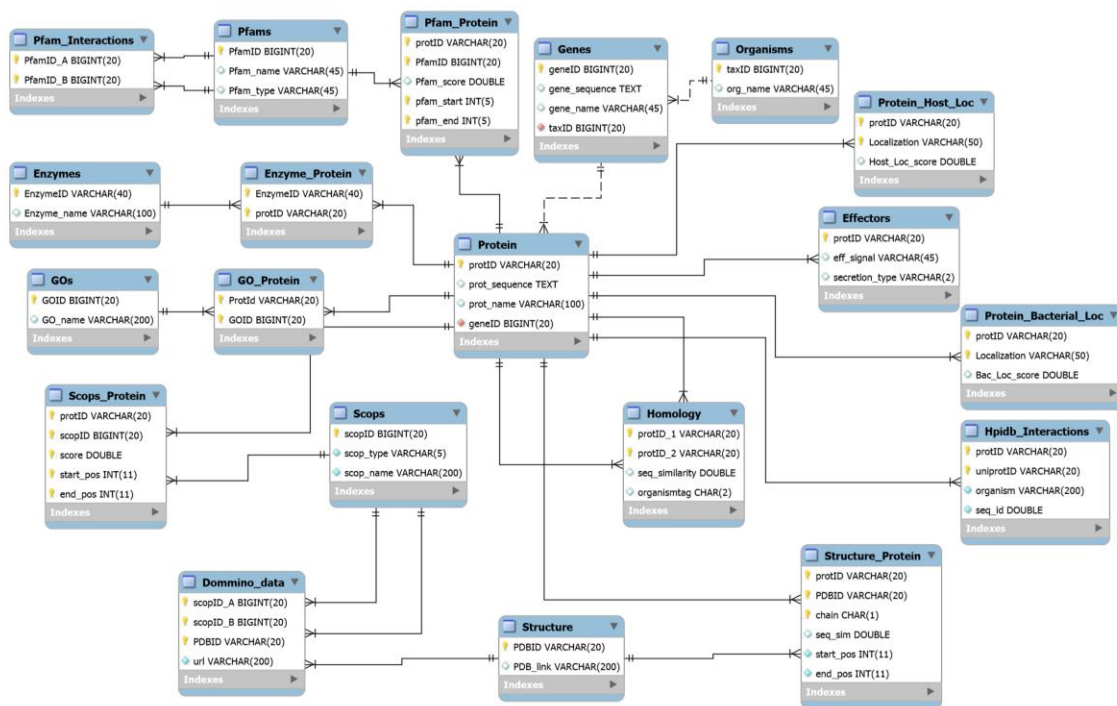 Pfam_Interactions
PfamID_A BIGINT(20)
PfamID_B BIGINT(20)
Indexes
Pfams
PfamID BIGINT(20)
Pfam_name VARCHAR(45)
Pfam_type VARCHAR(45)
Indexes
Pfam_Protein
protID VARCHAR(20)
PfamID BIGINT(20)
Pfam_score DOUBLE
pfam_start INT(5)
pfam_end INT(5)
Indexes
Genes
geneID BIGINT(20)
gene_sequence TEXT
gene_name VARCHAR(45)
taxID BIGINT(20)
Indexes
Organisms
taxID BIGINT(20)
org_name VARCHAR(45)
Indexes
Protein_Host_Loc
protID VARCHAR(20)
Localization VARCHAR(50)
Host_Loc_score DOUBLE
Indexes
Enzymes
EnzymeID VARCHAR(40)
Enzyme_name VARCHAR(100)
Indexes
Enzyme_Protein
EnzymeID VARCHAR(40)
protID VARCHAR(20)
Indexes
Protein
protID VARCHAR(20)
prot_sequence TEXT
prot_name VARCHAR(100)
geneID BIGINT(20)
Indexes
Effectors
protID VARCHAR(20)
eff_signal VARCHAR(45)
secretion_type VARCHAR(2)
Indexes
GOs
GOID BIGINT(20)
GO_name VARCHAR(200)
Indexes
GO_Protein
ProtId VARCHAR(20)
GOID BIGINT(20)
Indexes
Protein_Bacterial_Loc
protID VARCHAR(20)
Localization VARCHAR(50)
Bac_Loc_score DOUBLE
Indexes
Scops_Protein
protID VARCHAR(20)
scopID BIGINT(20)
score DOUBLE
start_pos INT(11)
end_pos INT(11)
Indexes
Scops
scopID BIGINT(20)
scop_type VARCHAR(5)
scop_name VARCHAR(200)
Indexes
Homology
protID_1 VARCHAR(20)
protID_2 VARCHAR(20)
seq_similarity DOUBLE
organismtag CHAR(2)
Indexes
Hpidb_Interactions
protID VARCHAR(20)
uniprotID VARCHAR(20)
organism VARCHAR(200)
seq_id DOUBLE
Indexes
Dommino_data
scopID_A BIGINT(20)
scopID_B BIGINT(20)
PDBID VARCHAR(20)
url VARCHAR(200)
Indexes
Structure
PDBID VARCHAR(20)
PDB_link VARCHAR(200)
Indexes
Structure_Protein
protID VARCHAR(20)
PDBID VARCHAR(20)
chain CHAR(1)
seq_sim DOUBLE
start_pos INT(11)
end_pos INT(11)
Indexes